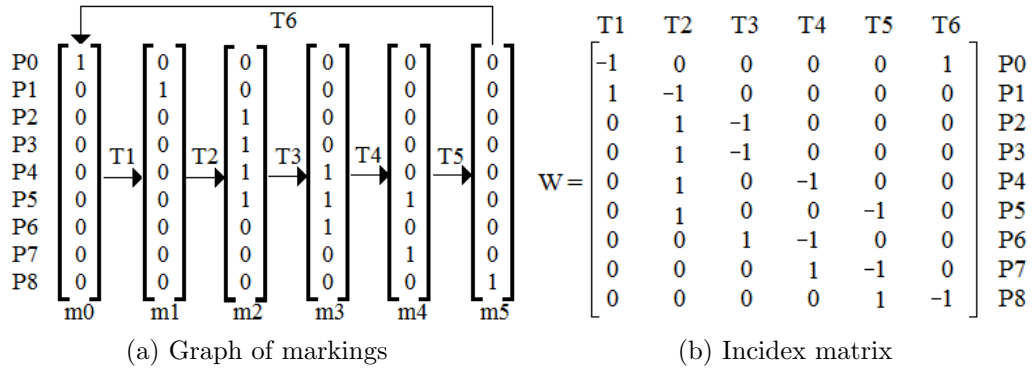 T6
P0 1 0 0 0 0 0
P1 0 1 0 0 0 0
P2 0 0 1 0 0 0
P3 0 0 1 0 0 0
P4 0 T1 0 T2 1 T3 1 T4 0 T5 0
P5 0 0 1 1 1 0
P6 0 0 0 1 0 0
P7 0 0 0 0 1 0
P8 0 0 0 0 0 1
m0 m1 m2 m3 m4 m5
(a) Graph of markings
T1 T2 T3 T4 T5 T6
−1 0 0 0 0 1 P0
1 −1 0 0 0 0 P1
0 1 −1 0 0 0 P2
0 1 −1 0 0 0 P3
W = 0 1 0 −1 0 0 P4
0 1 0 0 −1 0 P5
0 0 1 −1 0 0 P6
0 0 0 1 −1 0 P7
0 0 0 0 1 −1 P8
(b) Incidex matrix